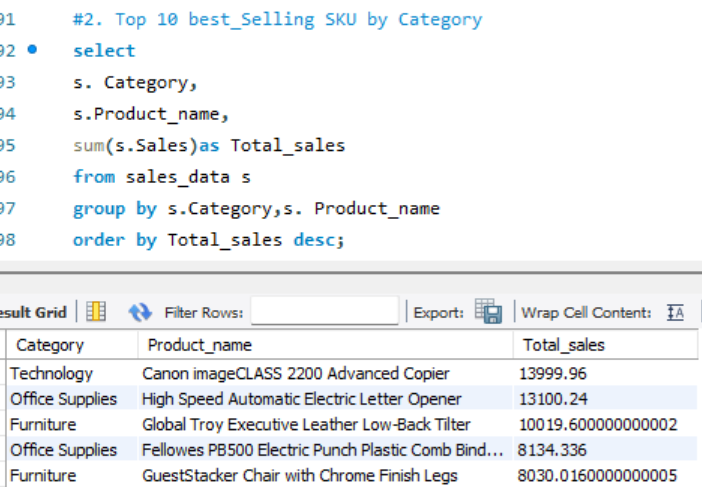 91 #2. Top 10 best_Selling SKU by Category
92 select
93 s. Category,
94 s.Product_name,
95 sum(s.Sales)as Total_sales
96 from sales_data s
97 group by s.Category,s. Product_name
98 order by Total_sales desc;
esult Grid Filter Rows: Export: Wrap Cell Content: IA
Category Product_name Total_sales
Technology Canon imageCLASS 2200 Advanced Copier 13999.96
Office Supplies High Speed Automatic Electric Letter Opener 13100.24
Furniture Global Troy Executive Leather Low-Back Tilter 10019.600000000002
Office Supplies Fellowes PB500 Electric Punch Plastic Comb Bind... 8134.336
Furniture GuestStacker Chair with Chrome Finish Legs 8030.0160000000005